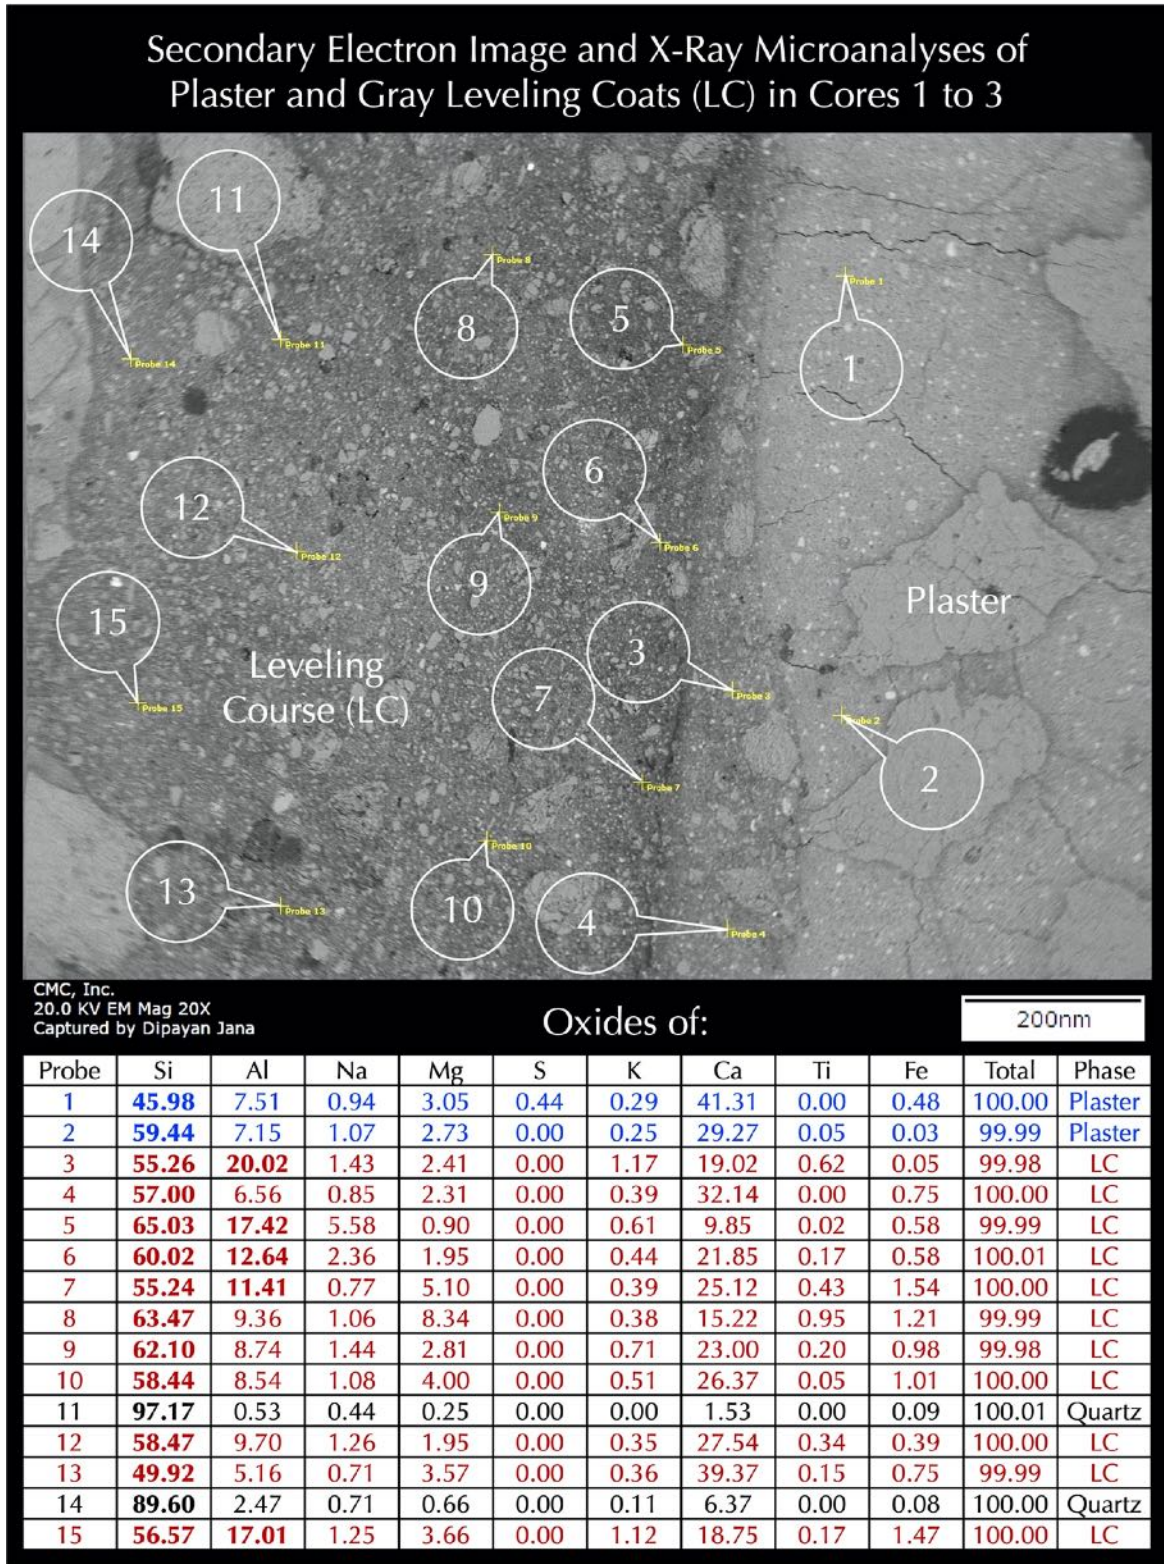 Secondary Electron Image and X-Ray Microanalyses of
Plaster and Gray Leveling Coats (LC) in Cores 1 to 3
11
14
8
5
Probe 8
Probe 1
Probe 11
Probe 5
Probe 14
1
6
12
Probe 9
Probe 6
Probe 12
9
Plaster
15
3
Leveling
Course (LC)
7
Probe 3
Probe 15
Probe 2
2
Probe 7
Probe 10
13
10
4
Probe 13
Probe 4
CMC, Inc.
20.0 KV EM Mag 20X
Captured by Dipayan Jana
Oxides of:
200nm
Probe Si Al Na Mg S K Ca Ti Fe Total Phase
1 45.98 7.51 0.94 3.05 0.44 0.29 41.31 0.00 0.48 100.00 Plaster
2 59.44 7.15 1.07 2.73 0.00 0.25 29.27 0.05 0.03 99.99 Plaster
3 55.26 20.02 1.43 2.41 0.00 1.17 19.02 0.62 0.05 99.98 LC
4 57.00 6.56 0.85 2.31 0.00 0.39 32.14 0.00 0.75 100.00 LC
5 65.03 17.42 5.58 0.90 0.00 0.61 9.85 0.02 0.58 99.99 LC
6 60.02 12.64 2.36 1.95 0.00 0.44 21.85 0.17 0.58 100.01 LC
7 55.24 11.41 0.77 5.10 0.00 0.39 25.12 0.43 1.54 100.00 LC
8 63.47 9.36 1.06 8.34 0.00 0.38 15.22 0.95 1.21 99.99 LC
9 62.10 8.74 1.44 2.81 0.00 0.71 23.00 0.20 0.98 99.98 LC
10 58.44 8.54 1.08 4.00 0.00 0.51 26.37 0.05 1.01 100.00 LC
11 97.17 0.53 0.44 0.25 0.00 0.00 1.53 0.00 0.09 100.01 Quartz
12 58.47 9.70 1.26 1.95 0.00 0.35 27.54 0.34 0.39 100.00 LC
13 49.92 5.16 0.71 3.57 0.00 0.36 39.37 0.15 0.75 99.99 LC
14 89.60 2.47 0.71 0.66 0.00 0.11 6.37 0.00 0.08 100.00 Quartz
15 56.57 17.01 1.25 3.66 0.00 1.12 18.75 0.17 1.47 100.00 LC